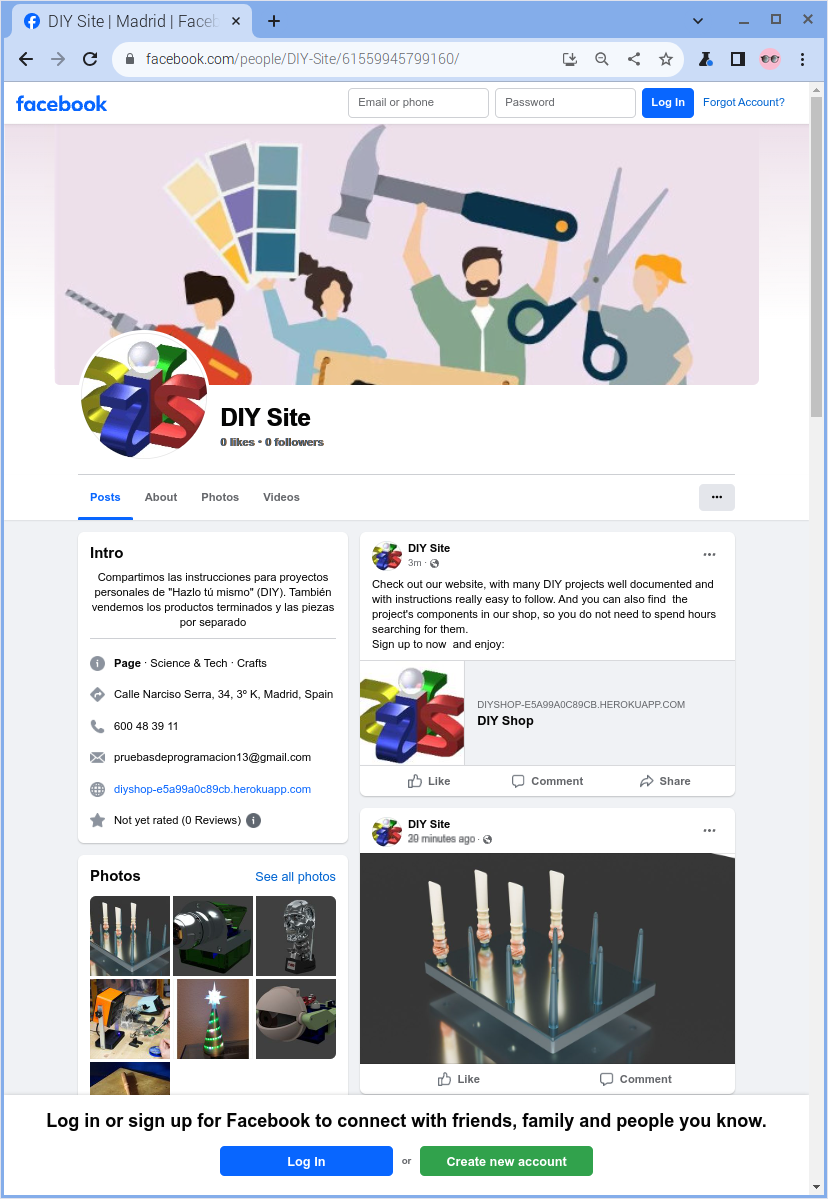 DIY Site | Madrid | Faceb
facebook.com/people/DIY-Site/61559945799160/
facebook
Email or phone
Password
Log In
Forgot Account?
DIY Site
0 likes • 0 followers
Posts
About
Photos
Videos
Intro
Compartimos las instrucciones para proyectos
personales de "Hazlo tú mismo" (DIY). También
vendemos los productos terminados y las piezas
por separado
Page · Science & Tech · Crafts
Calle Narciso Serra, 34, 3º K, Madrid, Spain
600 48 39 11
pruebasdeprogramacion13@gmail.com
diyshop-e5a99a0c89cb.herokuapp.com
Not yet rated (0 Reviews)
Photos
See all photos
DIY Site
3m ·
Check out our website, with many DIY projects well documented and
with instructions really easy to follow. And you can also find the
project's components in our shop, so you do not need to spend hours
searching for them.
Sign up to now and enjoy:
DIYSHOP-E5A99A0C89CB.HEROKUAPP.COM
DIY Shop
Like
Comment
Share
DIY Site
minutes ago ·
Like
Comment
Log in or sign up for Facebook to connect with friends, family and people you know.
Log In
or
Create new account